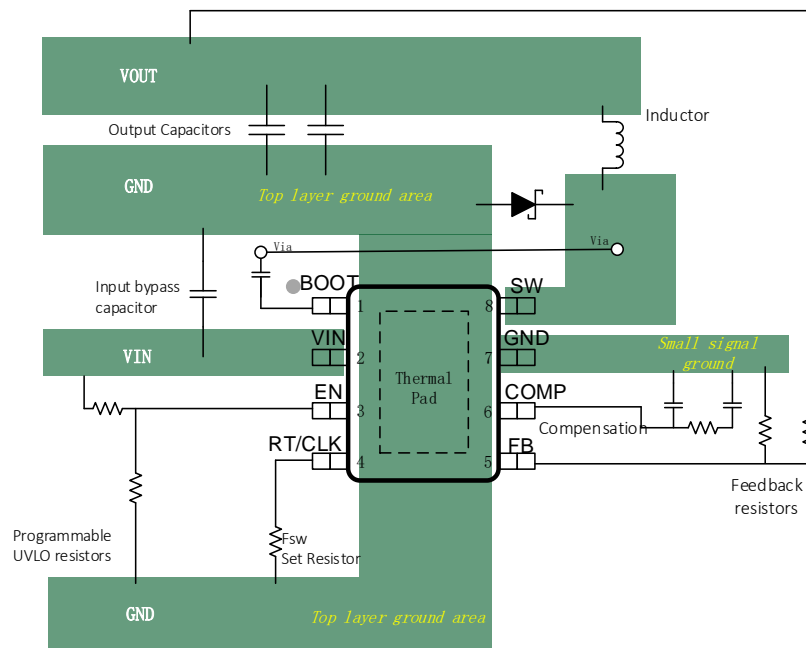 VOUT
Output Capacitors
Inductor
GND
Top layer ground area
Via
Via
BOOT
SW
1
8
Input bypass
capacitor
VIN
VIN
2
7
GND
Small signal
ground
Thermal
Pad
EN
3
6
COMP
Compensation
RT/CLK
4
5
FB
Feedback
resistors
Programmable
UVLO resistors
Fsw
Set Resistor
GND
Top layer ground area